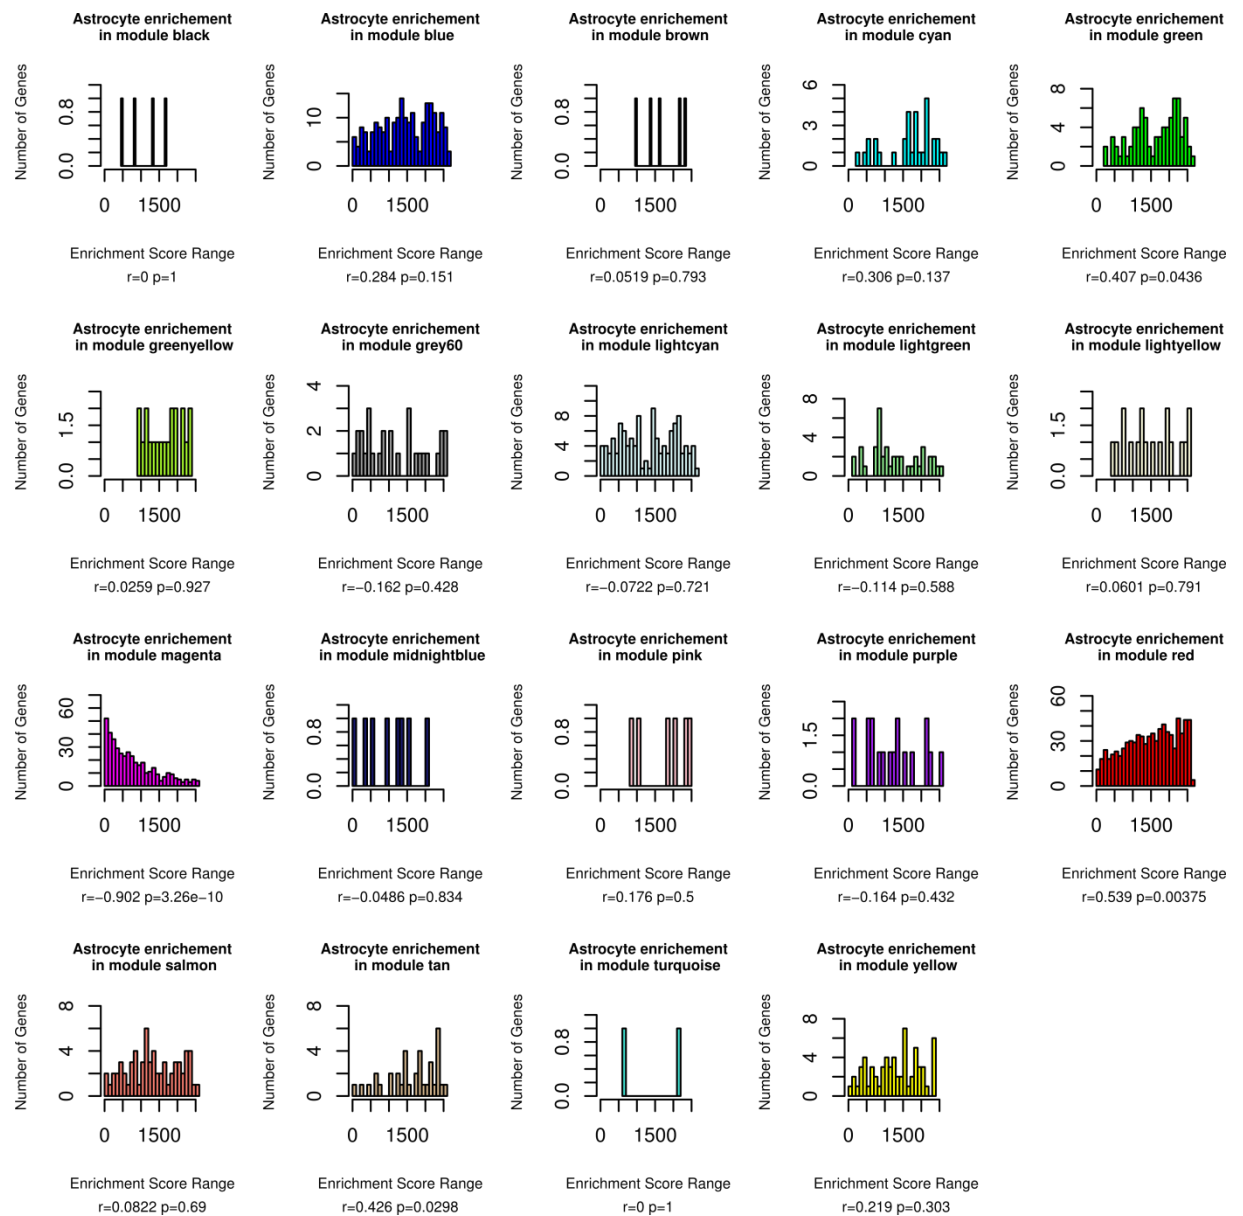 Astrocyte enrichement
in module black
Number of Genes
0.0 0.8
0 1500
Enrichment Score Range
r=0 p=1
Astrocyte enrichement
in module blue
Number of Genes
0 10
0 1500
Enrichment Score Range
r=0.284 p=0.151
Astrocyte enrichement
in module brown
Number of Genes
0.0 0.8
0 1500
Enrichment Score Range
r=0.0519 p=0.793
Astrocyte enrichement
in module cyan
Number of Genes
0 3 6
0 1500
Enrichment Score Range
r=0.306 p=0.137
Astrocyte enrichement
in module green
Number of Genes
0 4 8
0 1500
Enrichment Score Range
r=0.407 p=0.0436
Astrocyte enrichement
in module greenyellow
Number of Genes
0.0 1.5
0 1500
Enrichment Score Range
r=0.0259 p=0.927
Astrocyte enrichement
in module grey60
Number of Genes
0 2 4
0 1500
Enrichment Score Range
r=−0.162 p=0.428
Astrocyte enrichement
in module lightcyan
Number of Genes
0 4 8
0 1500
Enrichment Score Range
r=−0.0722 p=0.721
Astrocyte enrichement
in module lightgreen
Number of Genes
0 4 8
0 1500
Enrichment Score Range
r=−0.114 p=0.588
Astrocyte enrichement
in module lightyellow
Number of Genes
0.0 1.5
0 1500
Enrichment Score Range
r=0.0601 p=0.791
Astrocyte enrichement
in module magenta
Number of Genes
0 30 60
0 1500
Enrichment Score Range
r=−0.902 p=3.26e−10
Astrocyte enrichement
in module midnightblue
Number of Genes
0.0 0.8
0 1500
Enrichment Score Range
r=−0.0486 p=0.834
Astrocyte enrichement
in module pink
Number of Genes
0.0 0.8
0 1500
Enrichment Score Range
r=0.176 p=0.5
Astrocyte enrichement
in module purple
Number of Genes
0.0 1.5
0 1500
Enrichment Score Range
r=−0.164 p=0.432
Astrocyte enrichement
in module red
Number of Genes
0 30 60
0 1500
Enrichment Score Range
r=0.539 p=0.00375
Astrocyte enrichement
in module salmon
Number of Genes
0 4 8
0 1500
Enrichment Score Range
r=0.0822 p=0.69
Astrocyte enrichement
in module tan
Number of Genes
0 4 8
0 1500
Enrichment Score Range
r=0.426 p=0.0298
Astrocyte enrichement
in module turquoise
Number of Genes
0.0 0.8
0 1500
Enrichment Score Range
r=0 p=1
Astrocyte enrichement
in module yellow
Number of Genes
0 4 8
0 1500
Enrichment Score Range
r=0.219 p=0.303